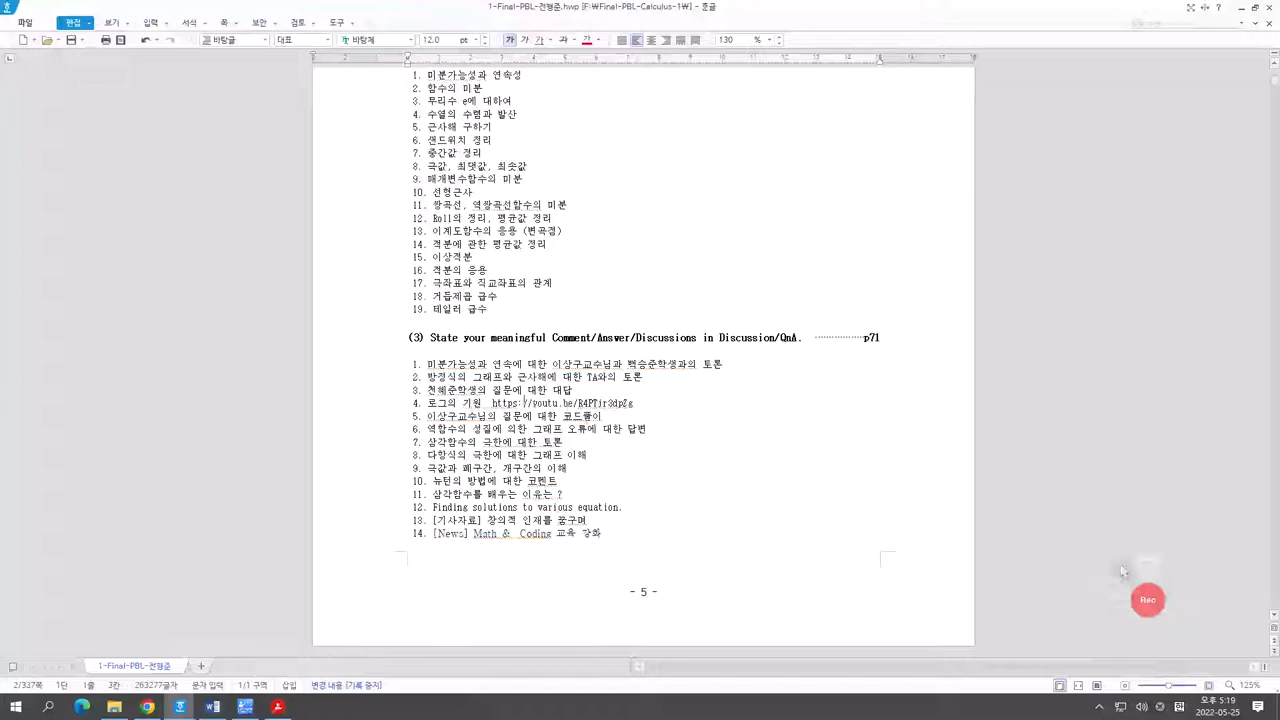 1-Final-PBL-전형준.hwp [F:\Final-PBL-Calculus-1\] - 한글
파일 편집 보기 입력 서식 쪽 보안 검토 도구
바탕글 대표 바탕체 12.0 pt 가 가 가 가 가 130 %
1. 미분가능성과 연속성
2. 함수의 미분
3. 무리수 e에 대하여
4. 수열의 수렴과 발산
5. 근사해 구하기
6. 샌드위치 정리
7. 중간값 정리
8. 극값, 최댓값, 최솟값
9. 매개변수함수의 미분
10. 선형근사
11. 쌍곡선, 역쌍곡선함수의 미분
12. Roll의 정리, 평균값 정리
13. 이계도함수의 응용 (변곡점)
14. 적분에 관한 평균값 정리
15. 이상적분
16. 적분의 응용
17. 극좌표와 직교좌표의 관계
18. 거듭제곱 급수
19. 테일러 급수
(3) State your meaningful Comment/Answer/Discussions in Discussion/QnA. ··················p71
1. 미분가능성과 연속에 대한 이상구교수님과 백승준학생과의 토론
2. 방정식의 그래프와 근사해에 대한 TA와의 토론
3. 천혜준학생의 질문에 대한 대답
4. 로그의 기원 https://youtu.be/R4PTjr3dpZg
5. 이상구교수님의 질문에 대한 코드풀이
6. 역함수의 성질에 의한 그래프 오류에 대한 답변
7. 삼각함수의 극한에 대한 토론
8. 다항식의 극한에 대한 그래프 이해
9. 극값과 폐구간, 개구간의 이해
10. 뉴턴의 방법에 대한 코멘트
11. 삼각함수를 배우는 이유는 ?
12. Finding solutions to various equation.
13. [기사자료] 창의적 인재를 꿈구며
14. [News] Math & Coding 교육 강화
- 5 -
Rec
1-Final-PBL-전형준
2/337쪽 1단 1줄 3칸 263277글자 문자 입력 1/1 구역 삽입 변경 내용 [기록 중지] 125%
오후 5:19
2022-05-25